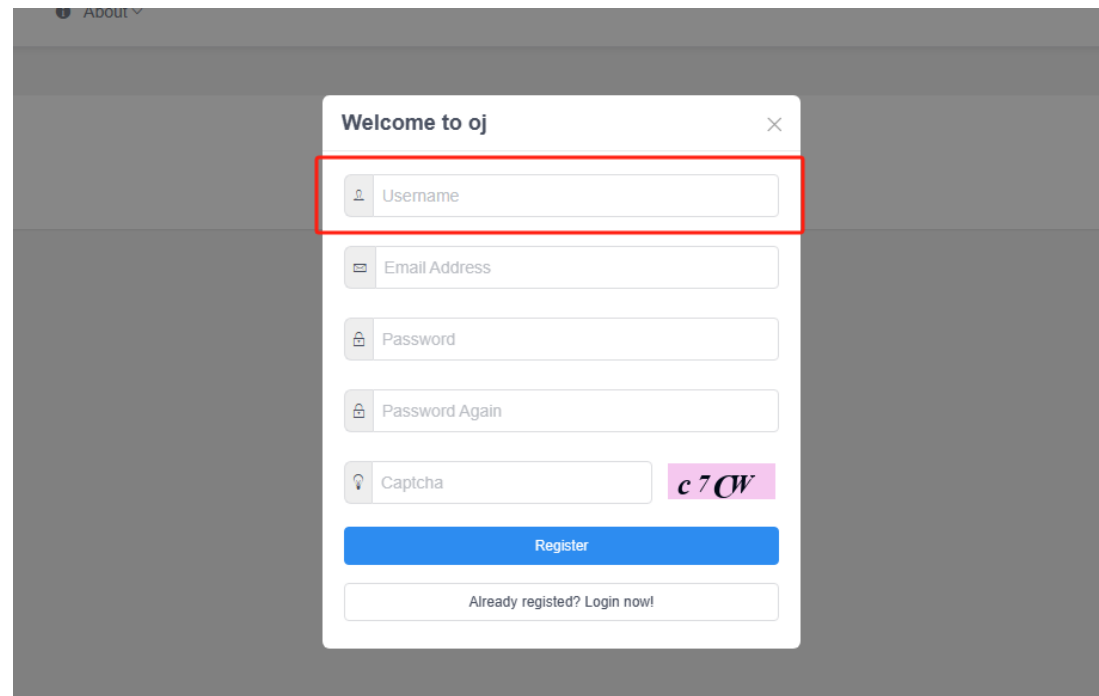 About
Welcome to oj
Username
Email Address
Password
Password Again
Captcha
c 7 CW
Register
Already registed? Login now!